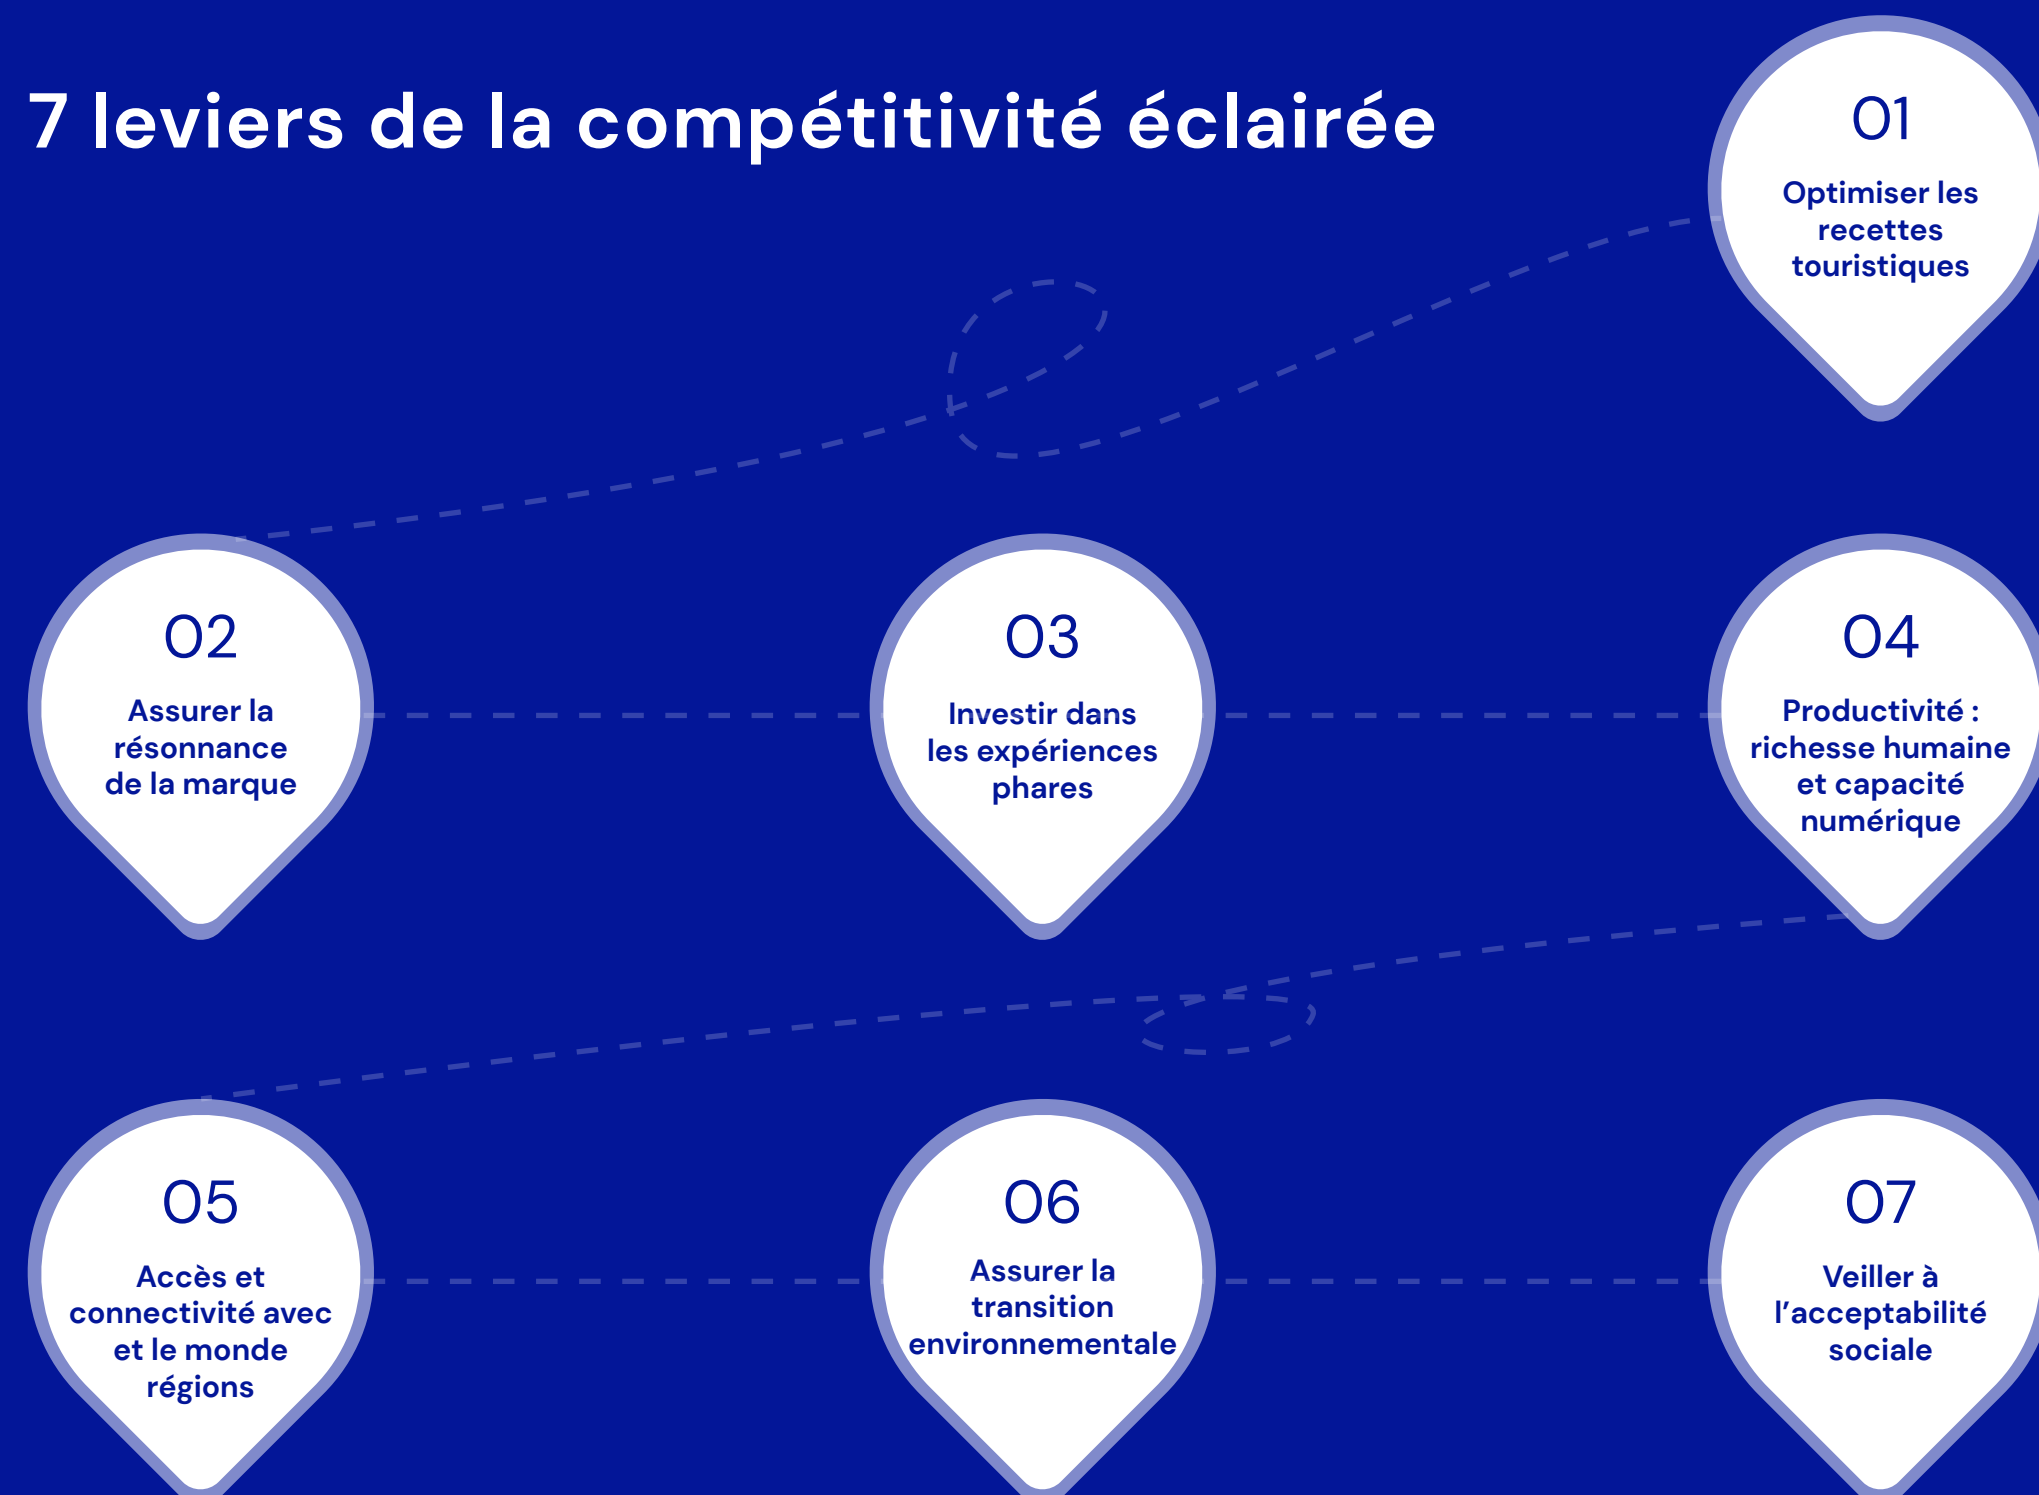 7 leviers de la compétitivité éclairée
01
Optimiser les
recettes
touristiques
02
Assurer la
résonnance
de la marque
03
Investir dans
les expériences
phares
04
Productivité :
richesse humaine
et capacité
numérique
05
Accès et
connectivité avec
et le monde
régions
06
Assurer la
transition
environnementale
07
Veiller à
l’acceptabilité
sociale